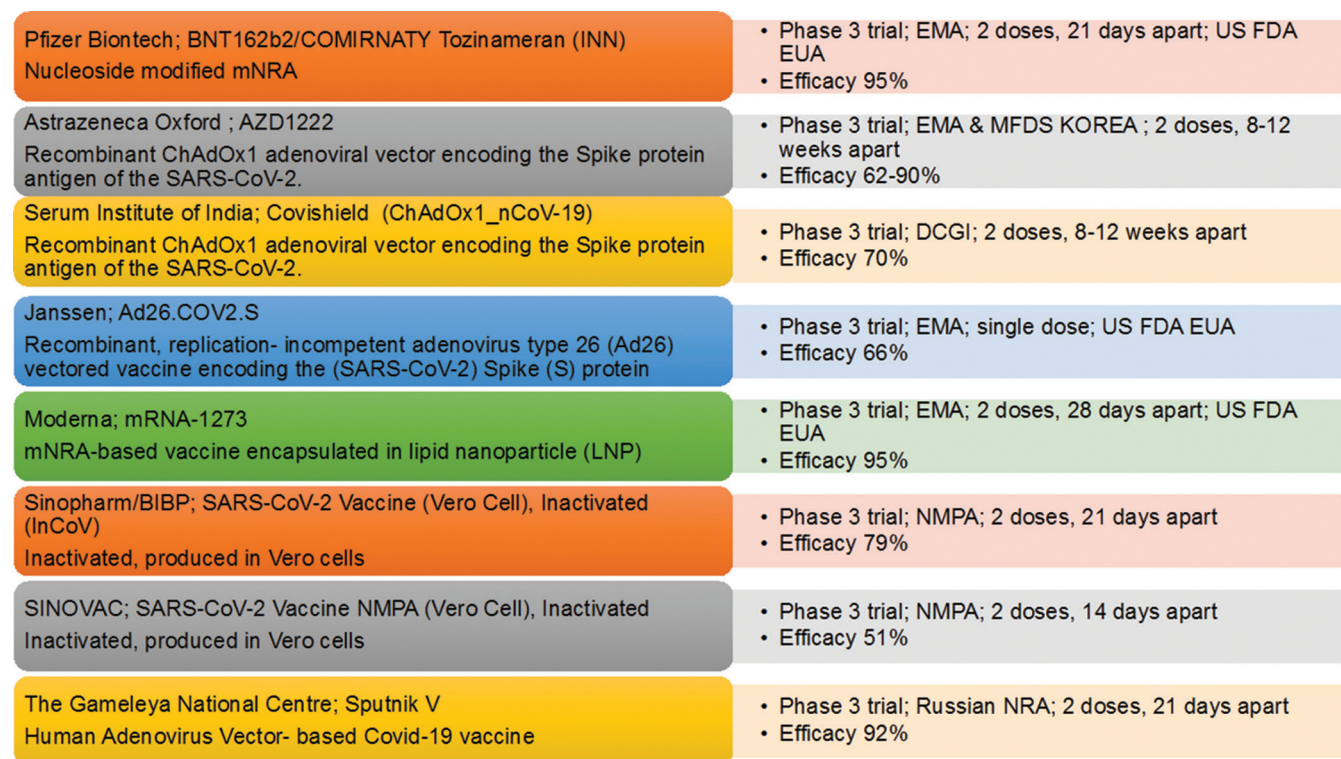 Pfizer Biontech; BNT162b2/COMIRNATY Tozinameran (INN)
Nucleoside modified mNRA
• Phase 3 trial; EMA; 2 doses, 21 days apart; US FDA
EUA
• Efficacy 95%
Astrazeneca Oxford ; AZD1222
Recombinant ChAdOx1 adenoviral vector encoding the Spike protein
antigen of the SARS-CoV-2.
• Phase 3 trial; EMA & MFDS KOREA ; 2 doses, 8-12
weeks apart
• Efficacy 62-90%
Serum Institute of India; Covishield (ChAdOx1_nCoV-19)
Recombinant ChAdOx1 adenoviral vector encoding the Spike protein
antigen of the SARS-CoV-2.
• Phase 3 trial; DCGI; 2 doses, 8-12 weeks apart
• Efficacy 70%
Janssen; Ad26.COV2.S
Recombinant, replication- incompetent adenovirus type 26 (Ad26)
vectored vaccine encoding the (SARS-CoV-2) Spike (S) protein
• Phase 3 trial; EMA; single dose; US FDA EUA
• Efficacy 66%
Moderna; mRNA-1273
mNRA-based vaccine encapsulated in lipid nanoparticle (LNP)
• Phase 3 trial; EMA; 2 doses, 28 days apart; US FDA
EUA
• Efficacy 95%
Sinopharm/BIBP; SARS-CoV-2 Vaccine (Vero Cell), Inactivated
(InCoV)
Inactivated, produced in Vero cells
• Phase 3 trial; NMPA; 2 doses, 21 days apart
• Efficacy 79%
SINOVAC; SARS-CoV-2 Vaccine NMPA (Vero Cell), Inactivated
Inactivated, produced in Vero cells
• Phase 3 trial; NMPA; 2 doses, 14 days apart
• Efficacy 51%
The Gameleya National Centre; Sputnik V
Human Adenovirus Vector- based Covid-19 vaccine
• Phase 3 trial; Russian NRA; 2 doses, 21 days apart
• Efficacy 92%